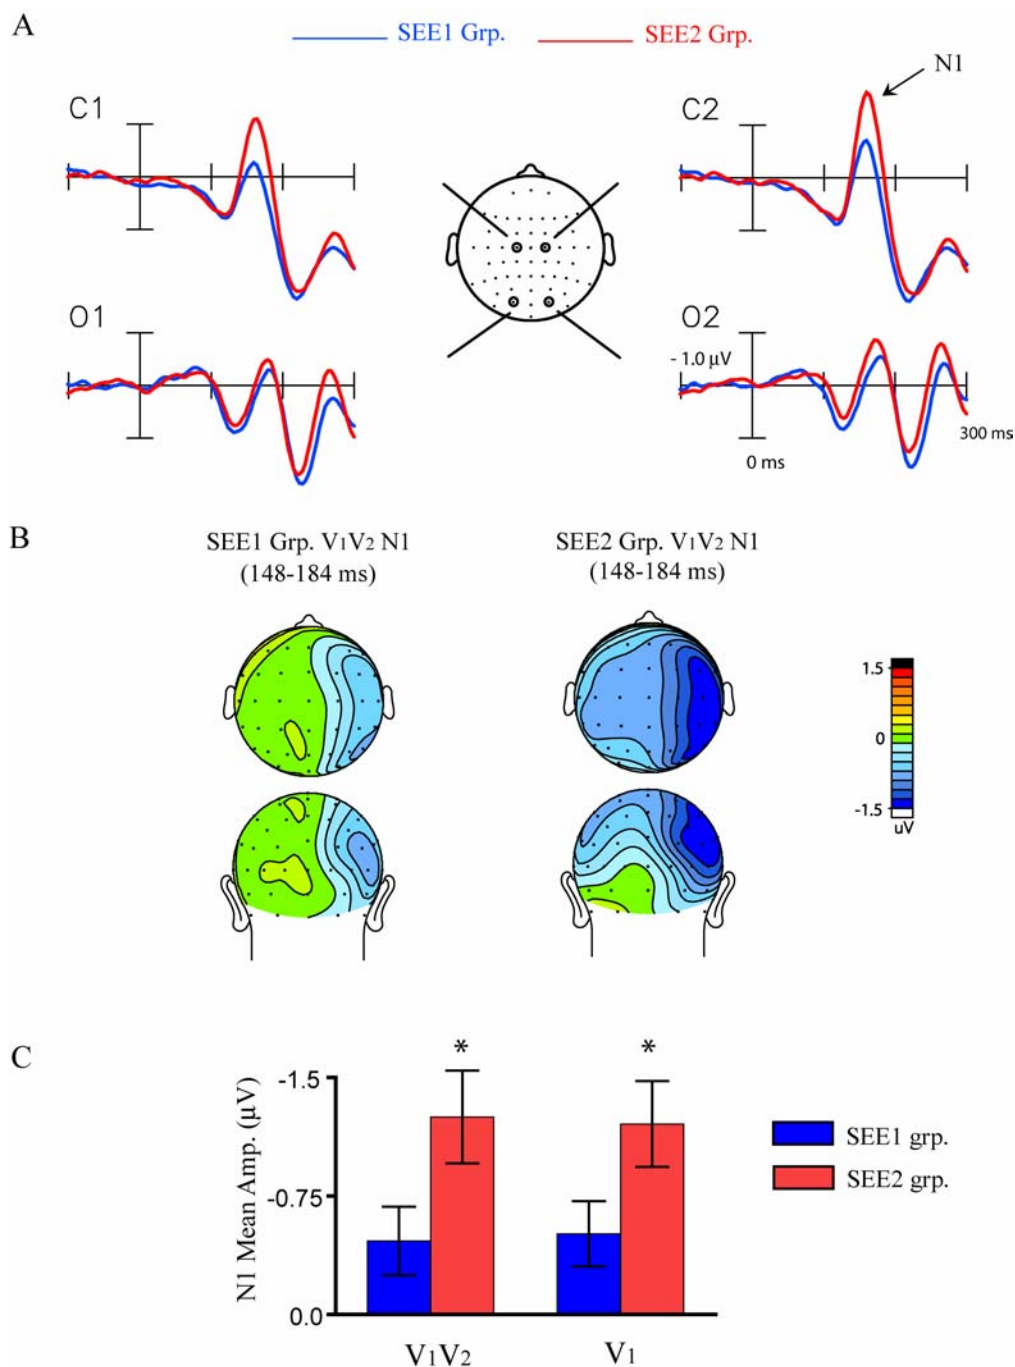 A
SEE1 Grp.
SEE2 Grp.
N1
C1
C2
O1
O2
- 1.0 µV
0 ms
300 ms
B
SEE1 Grp. V₁V₂ N1
(148-184 ms)
SEE2 Grp. V₁V₂ N1
(148-184 ms)
1.5
0
-1.5
uV
C
N1 Mean Amp. (µV)
-1.5
-0.75
0.0
*
*
V₁V₂
V₁
SEE1 grp.
SEE2 grp.